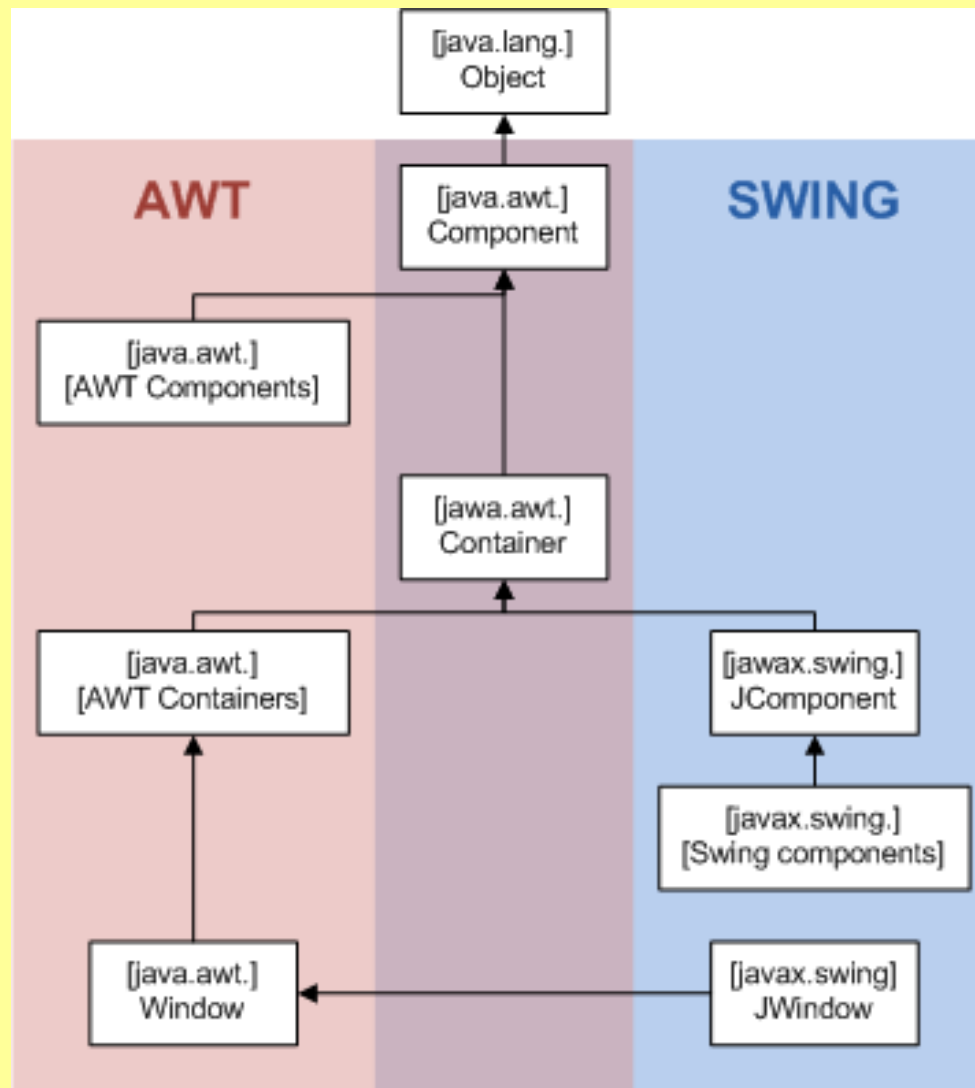 [java.lang.]
Object
AWT
[java.awt.]
Component
SWING
[java.awt.]
[AWT Components]
[jawa.awt.]
Container
[java.awt.]
[AWT Containers]
[jawax.swing.]
JComponent
[javax.swing.]
[Swing components]
[java.awt.]
Window
[javax.swing]
JWindow